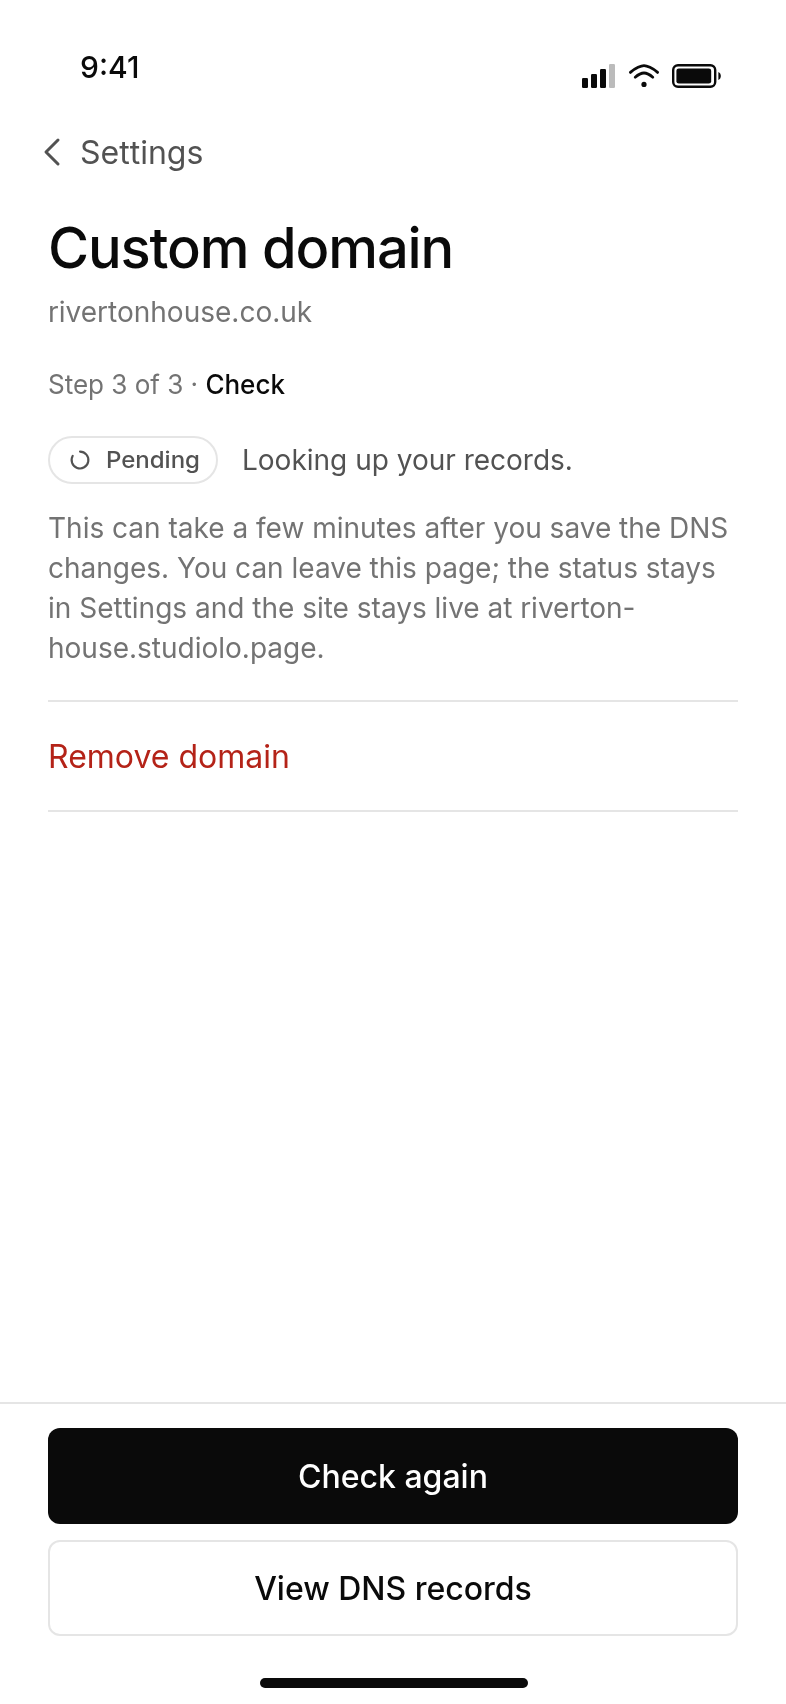 9:41
Settings
Custom domain
rivertonhouse.co.uk
Step 3 of 3 · Check
Pending
Looking up your records.
This can take a few minutes after you save the DNS
changes. You can leave this page; the status stays
in Settings and the site stays live at riverton-
house.studiolo.page.
Remove domain
Check again
View DNS records